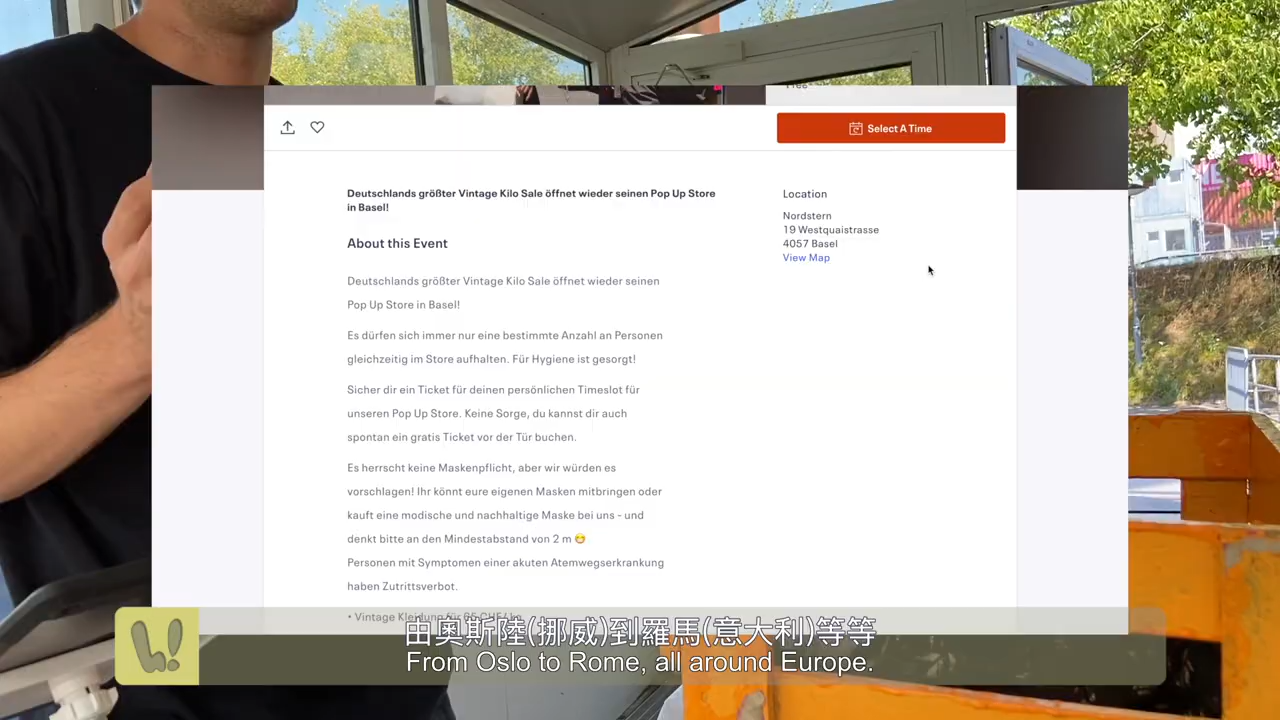 Free
Select A Time
Deutschlands größter Vintage Kilo Sale öffnet wieder seinen Pop Up Store
in Basel!
Location
Nordstern
19 Westquaistrasse
4057 Basel
View Map
About this Event
Deutschlands größter Vintage Kilo Sale öffnet wieder seinen
Pop Up Store in Basel!
Es dürfen sich immer nur eine bestimmte Anzahl an Personen
gleichzeitig im Store aufhalten. Für Hygiene ist gesorgt!
Sicher dir ein Ticket für deinen persönlichen Timeslot für
unseren Pop Up Store. Keine Sorge, du kannst dir auch
spontan ein gratis Ticket vor der Tür buchen.
Es herrscht keine Maskenpflicht, aber wir würden es
vorschlagen! Ihr könnt eure eigenen Masken mitbringen oder
kauft eine modische und nachhaltige Maske bei uns - und
denkt bitte an den Mindestabstand von 2 m 😁
Personen mit Symptomen einer akuten Atemwegserkrankung
haben Zutrittsverbot.
• Vintage Kleidung für
由奧斯陸(挪威)到羅馬(意大利)等等
From Oslo to Rome, all around Europe.